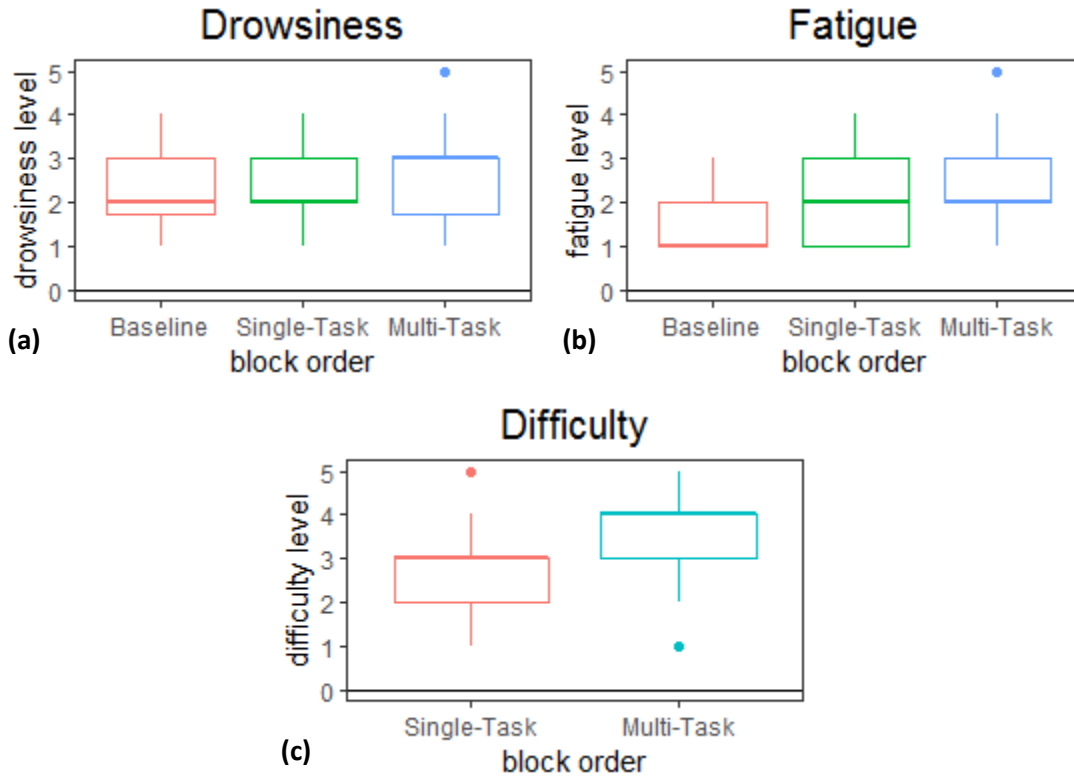 Drowsiness
drowsiness level
5
4
3
2
1
0
Baseline Single-Task Multi-Task
block order
(a)
Fatigue
fatigue level
5
4
3
2
1
0
Baseline Single-Task Multi-Task
block order
(b)
Difficulty
difficulty level
5
4
3
2
1
0
Single-Task Multi-Task
block order
(c)